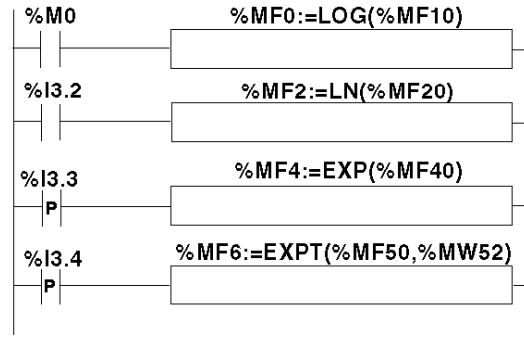 %M0 %MF0:=LOG(%MF10)
%I3.2 %MF2:=LN(%MF20)
%I3.3 %MF4:=EXP(%MF40)
P
%I3.4 %MF6:=EXPT(%MF50,%MW52)
P